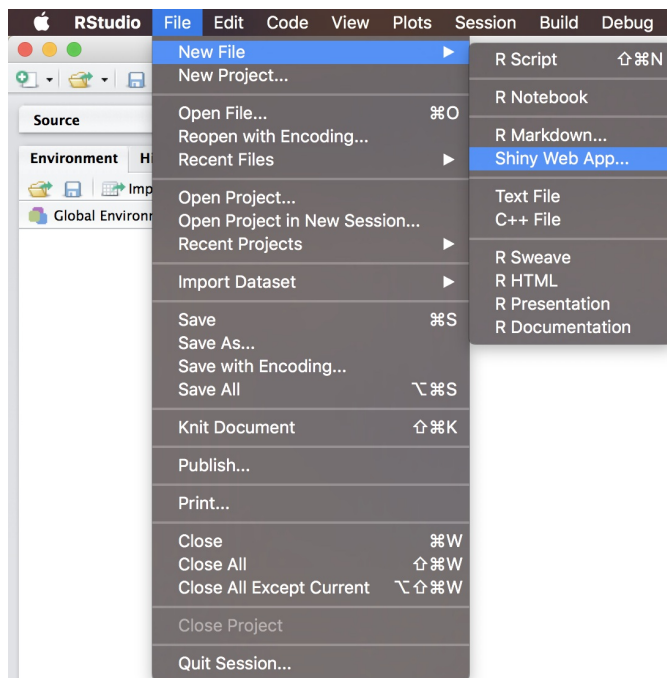 RStudio File Edit Code View Plots Session Build Debug
New File ▶
New Project...
Open File... ⌘O
Reopen with Encoding...
Recent Files ▶
Open Project...
Open Project in New Session...
Recent Projects ▶
Import Dataset ▶
Save ⌘S
Save As...
Save with Encoding...
Save All ⌥⌘S
Knit Document ⇧⌘K
Publish...
Print...
Close ⌘W
Close All ⇧⌘W
Close All Except Current ⌥⇧⌘W
Close Project
Quit Session...
R Script ⇧⌘N
R Notebook
R Markdown...
Shiny Web App...
Text File
C++ File
R Sweave
R HTML
R Presentation
R Documentation
Source
Environment
Global